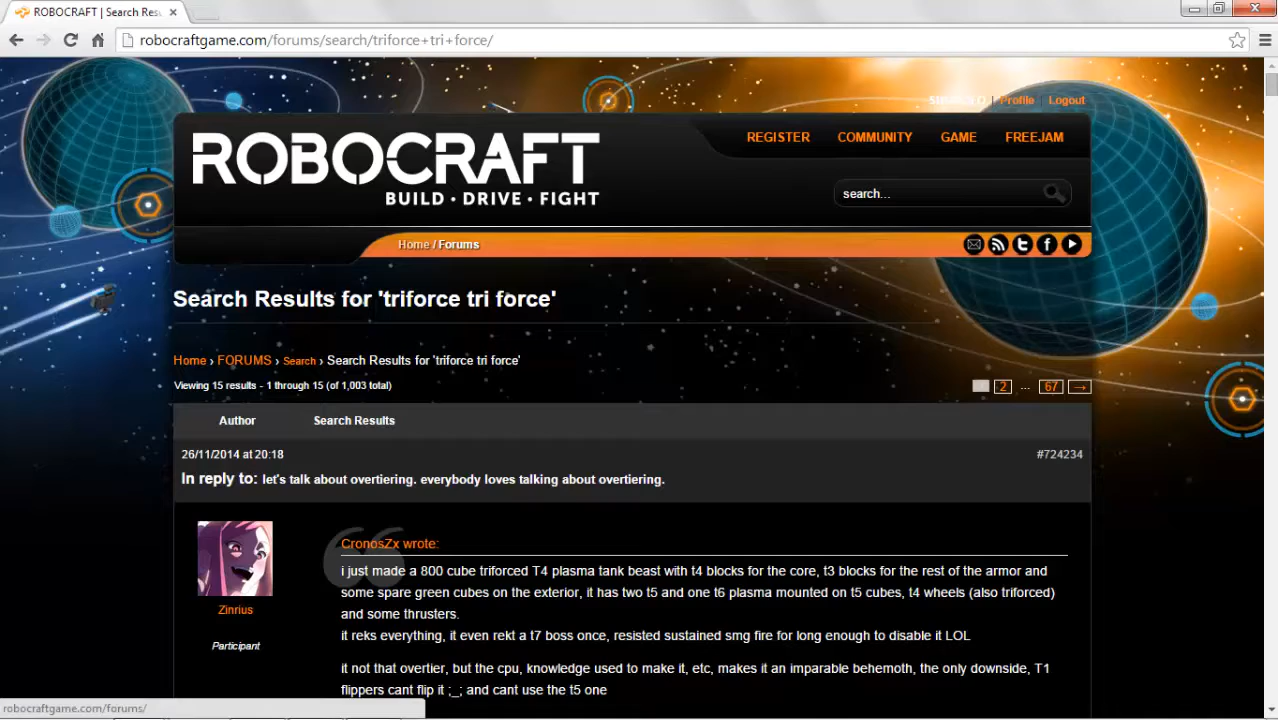 ROBOCRAFT | Search Res
robocraftgame.com/forums/search/triforce+tri+force/
| Profile | Logout
ROBOCRAFT
BUILD • DRIVE • FIGHT
REGISTER COMMUNITY GAME FREEJAM
search...
Home / Forums
Search Results for 'triforce tri force'
Home › FORUMS › Search › Search Results for 'triforce tri force'
Viewing 15 results - 1 through 15 (of 1,003 total)
2 ... 67 →
Author Search Results
26/11/2014 at 20:18 #724234
In reply to: let's talk about overtiering. everybody loves talking about overtiering.
Zinrius
Participant
CronosZx wrote:
i just made a 800 cube triforced T4 plasma tank beast with t4 blocks for the core, t3 blocks for the rest of the armor and
some spare green cubes on the exterior, it has two t5 and one t6 plasma mounted on t5 cubes, t4 wheels (also triforced)
and some thrusters.
it reks everything, it even rekt a t7 boss once, resisted sustained smg fire for long enough to disable it LOL
it not that overtier, but the cpu, knowledge used to make it, etc, makes it an imparable behemoth, the only downside, T1
flippers cant flip it ;_; and cant use the t5 one
robocraftgame.com/forums/